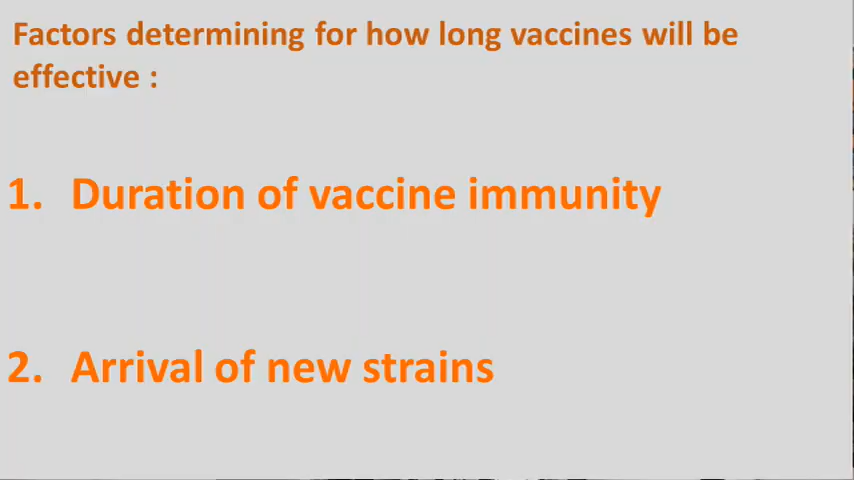 Factors determining for how long vaccines will be
effective :
1. Duration of vaccine immunity
2. Arrival of new strains